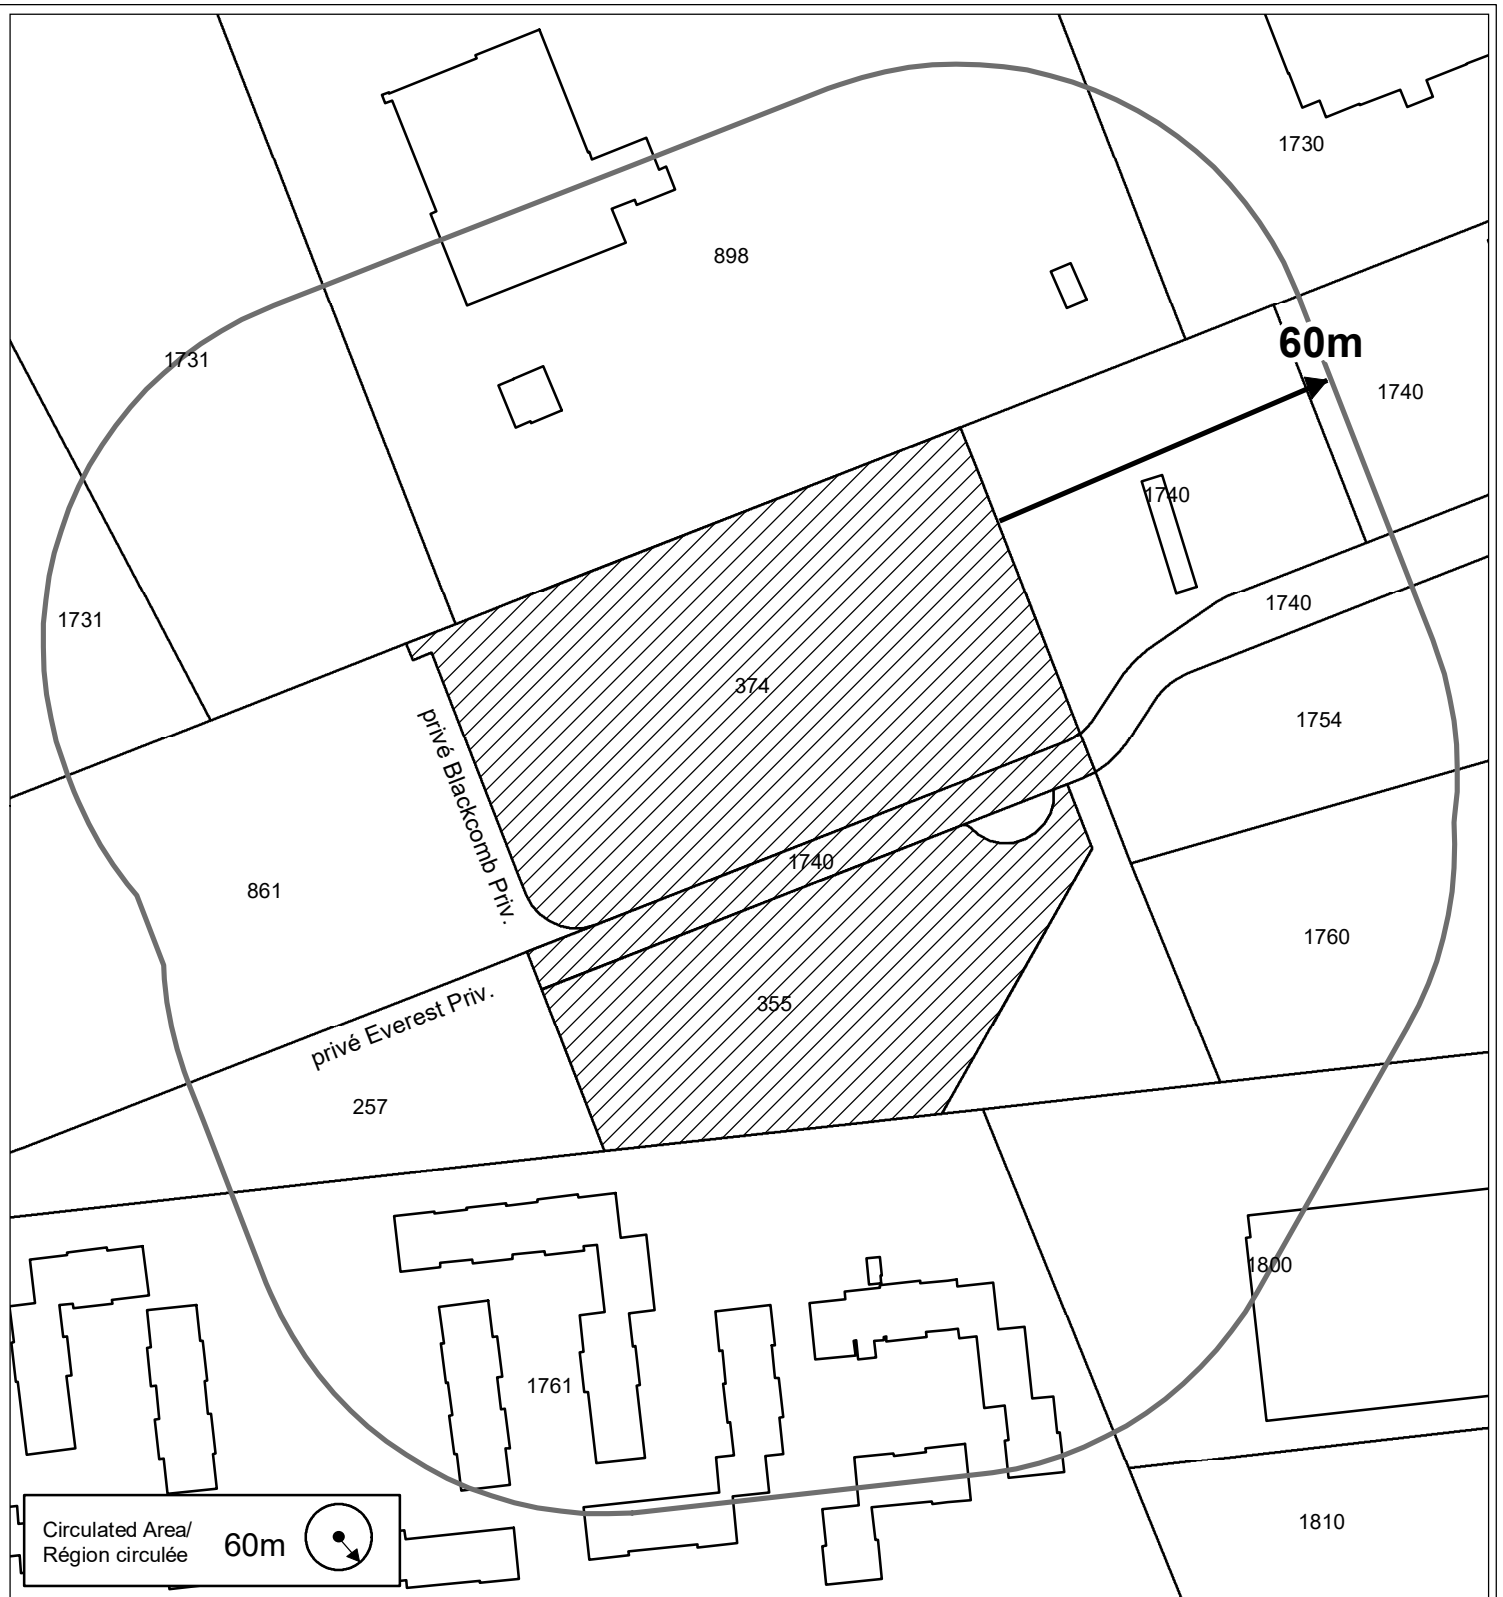 1730
898
60m
1731
1740
1740
1740
1731
374
1754
privé Blackcomb Priv.
1740
861
1760
355
privé Everest Priv.
257
1800
1761
1810
Circulated Area/
Région circulée
60m